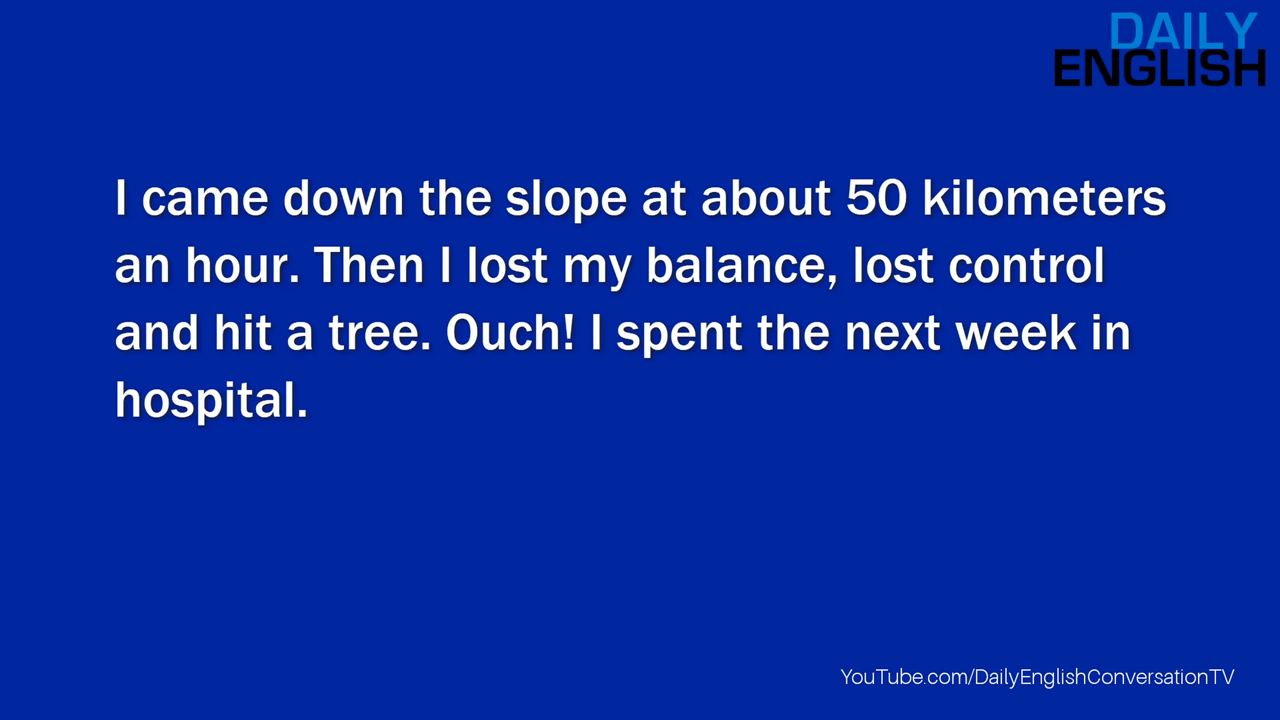 DAILY
ENGLISH
I came down the slope at about 50 kilometers
an hour. Then I lost my balance, lost control
and hit a tree. Ouch! I spent the next week in
hospital.
YouTube.com/DailyEnglishConversationTV